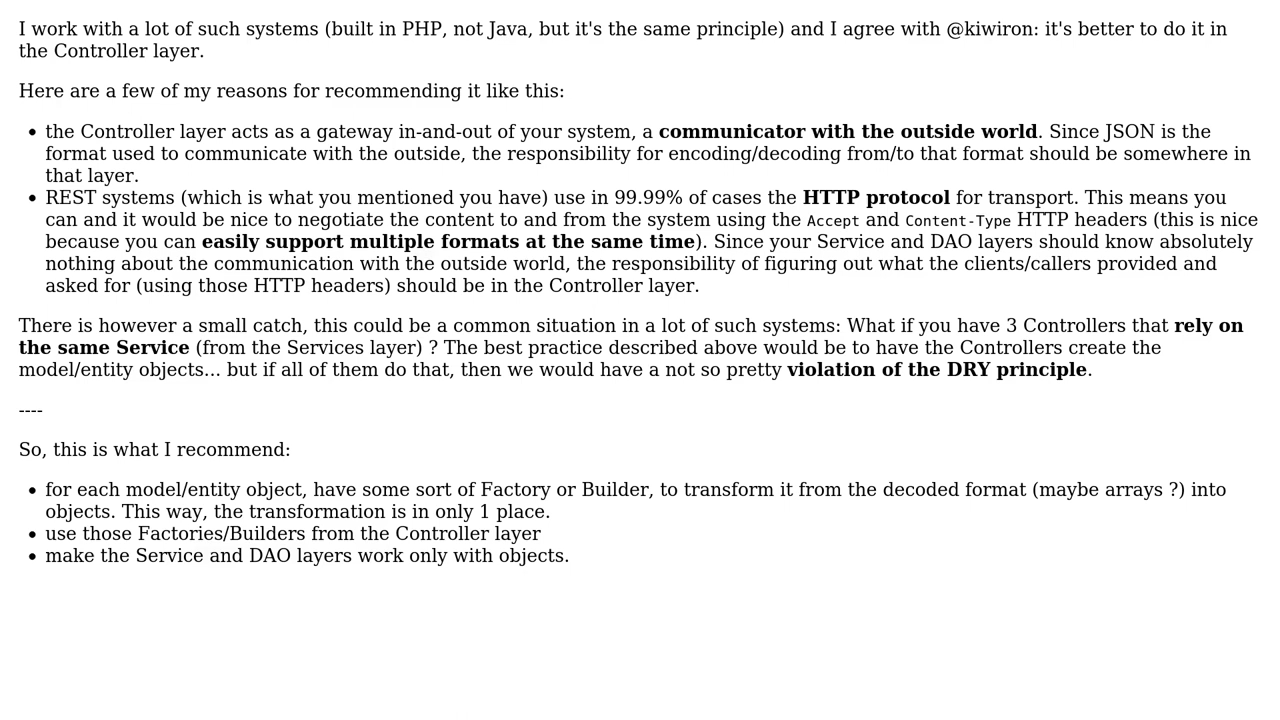 I work with a lot of such systems (built in PHP, not Java, but it's the same principle) and I agree with @kiwiron: it's better to do it in
the Controller layer.
Here are a few of my reasons for recommending it like this:
• the Controller layer acts as a gateway in-and-out of your system, a communicator with the outside world. Since JSON is the
format used to communicate with the outside, the responsibility for encoding/decoding from/to that format should be somewhere in
that layer.
• REST systems (which is what you mentioned you have) use in 99.99% of cases the HTTP protocol for transport. This means you
can and it would be nice to negotiate the content to and from the system using the Accept and Content-Type HTTP headers (this is nice
because you can easily support multiple formats at the same time). Since your Service and DAO layers should know absolutely
nothing about the communication with the outside world, the responsibility of figuring out what the clients/callers provided and
asked for (using those HTTP headers) should be in the Controller layer.
There is however a small catch, this could be a common situation in a lot of such systems: What if you have 3 Controllers that rely on
the same Service (from the Services layer) ? The best practice described above would be to have the Controllers create the
model/entity objects... but if all of them do that, then we would have a not so pretty violation of the DRY principle.
----
So, this is what I recommend:
• for each model/entity object, have some sort of Factory or Builder, to transform it from the decoded format (maybe arrays ?) into
objects. This way, the transformation is in only 1 place.
• use those Factories/Builders from the Controller layer
• make the Service and DAO layers work only with objects.